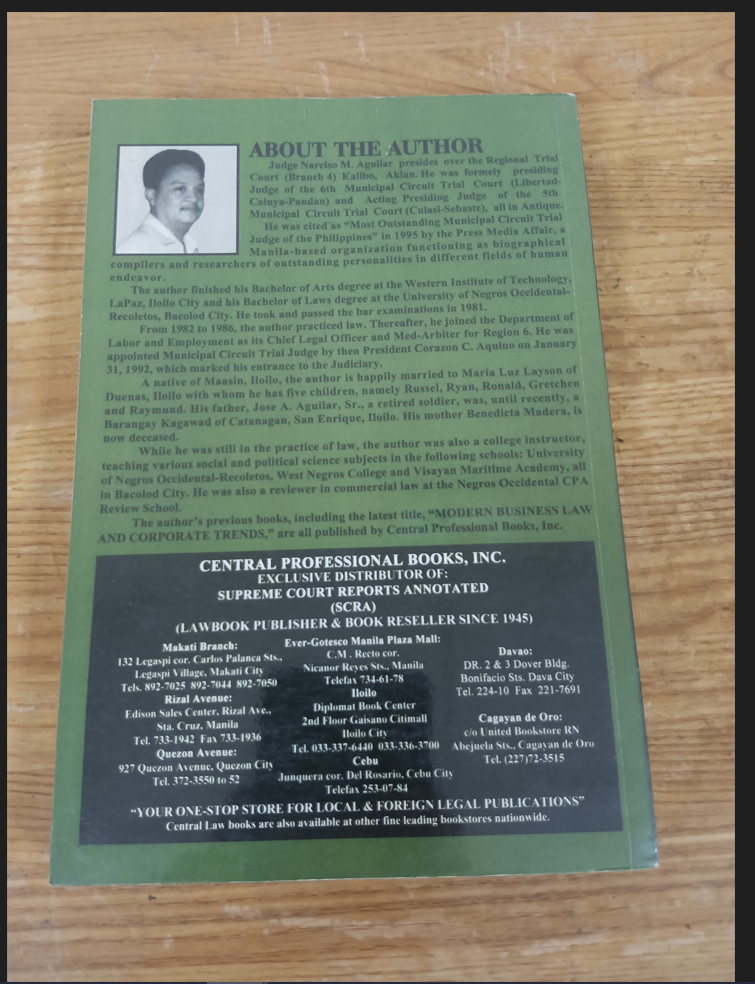 ABOUT THE AUTHOR
Judge Narciso M. Aguilar presides over the Regional Trial
Court (Branch 4) Kalibo, Aklan. He was formely presiding
Judge of the 6th Municipal Circuit Trial Court (Libertad-
Caluya-Pandan) and Acting Presiding Judge of the 5th
Municipal Circuit Trial Court (Culasi-Sebaste), all in Antique.
He was cited as “Most Outstanding Municipal Circuit Trial
Judge of the Philippines” in 1995 by the Press Media Affair, a
Manila-based organization functioning as biographical
compilers and researchers of outstanding personalities in different fields of human
endeavor.
The author finished his Bachelor of Arts degree at the Western Institute of Technology,
LaPaz, Iloilo City and his Bachelor of Laws degree at the University of Negros Occidental-
Recoletos, Bacolod City. He took and passed the bar examinations in 1981.
From 1982 to 1986, the author practiced law. Thereafter, he joined the Department of
Labor and Employment as its Chief Legal Officer and Med-Arbiter for Region 6. He was
appointed Municipal Circuit Trial Judge by then President Corazon C. Aquino on January
31, 1992, which marked his entrance to the Judiciary.
A native of Maasin, Iloilo, the author is happily married to Maria Luz Layson of
Duenas, Iloilo with whom he has five children, namely Russel, Ryan, Ronald, Gretchen
and Raymund. His father, Jose A. Aguilar, Sr., a retired soldier, was, until recently, a
Barangay Kagawad of Catanagan, San Enrique, Iloilo. His mother Benedicta Madera, is
now deceased.
While he was still in the practice of law, the author was also a college instructor,
teaching various social and political science subjects in the following schools: University
of Negros Occidental-Recoletos, West Negros College and Visayan Maritime Academy, all
in Bacolod City. He was also a reviewer in commercial law at the Negros Occidental CPA
Review School.
The author's previous books, including the latest title, “MODERN BUSINESS LAW
AND CORPORATE TRENDS,” are all published by Central Professional Books, Inc.
CENTRAL PROFESSIONAL BOOKS, INC.
EXCLUSIVE DISTRIBUTOR OF:
SUPREME COURT REPORTS ANNOTATED
(SCRA)
(LAWBOOK PUBLISHER & BOOK RESELLER SINCE 1945)
Makati Branch:
132 Legaspi cor. Carlos Palanca Sts.,
Legaspi Village, Makati City
Tels. 892-7025 892-7044 892-7050
Rizal Avenue:
Edison Sales Center, Rizal Ave.,
Sta. Cruz, Manila
Tel. 733-1942 Fax 733-1936
Quezon Avenue:
927 Quezon Avenue, Quezon City
Tel. 372-3550 to 52
Ever-Gotesco Manila Plaza Mall:
C.M. Recto cor.
Nicanor Reyes Sts., Manila
Telefax 734-61-78
Iloilo
Diplomat Book Center
2nd Floor Gaisano Citimall
Iloilo City
Tel. 033-337-6440 033-336-3700
Cebu
Junquera cor. Del Rosario, Cebu City
Telefax 253-07-84
Davao:
DR. 2 & 3 Dover Bldg.
Bonifacio Sts. Dava City
Tel. 224-10 Fax 221-7691
Cagayan de Oro:
c/o United Bookstore RN
Abejuela Sts., Cagayan de Oro
Tel. (227)72-3515
“YOUR ONE-STOP STORE FOR LOCAL & FOREIGN LEGAL PUBLICATIONS”
Central Law books are also available at other fine leading bookstores nationwide.